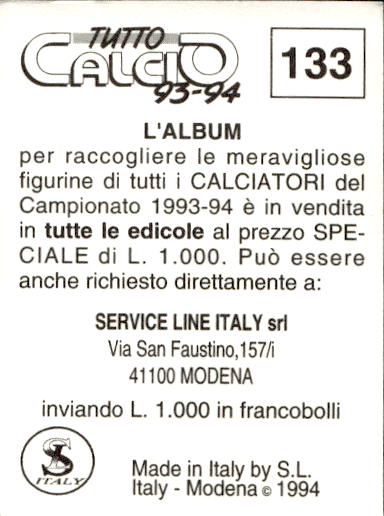 TUTTO
CALCIO
93-94
133
L'ALBUM
per raccogliere le meravigliose
figurine di tutti i CALCIATORI del
Campionato 1993-94 è in vendita
in tutte le edicole al prezzo SPE-
CIALE di L. 1.000. Può essere
anche richiesto direttamente a:
SERVICE LINE ITALY srl
Via San Faustino,157/i
41100 MODENA
inviando L. 1.000 in francobolli
SL
ITALY
Made in Italy by S.L.
Italy - Modena © 1994